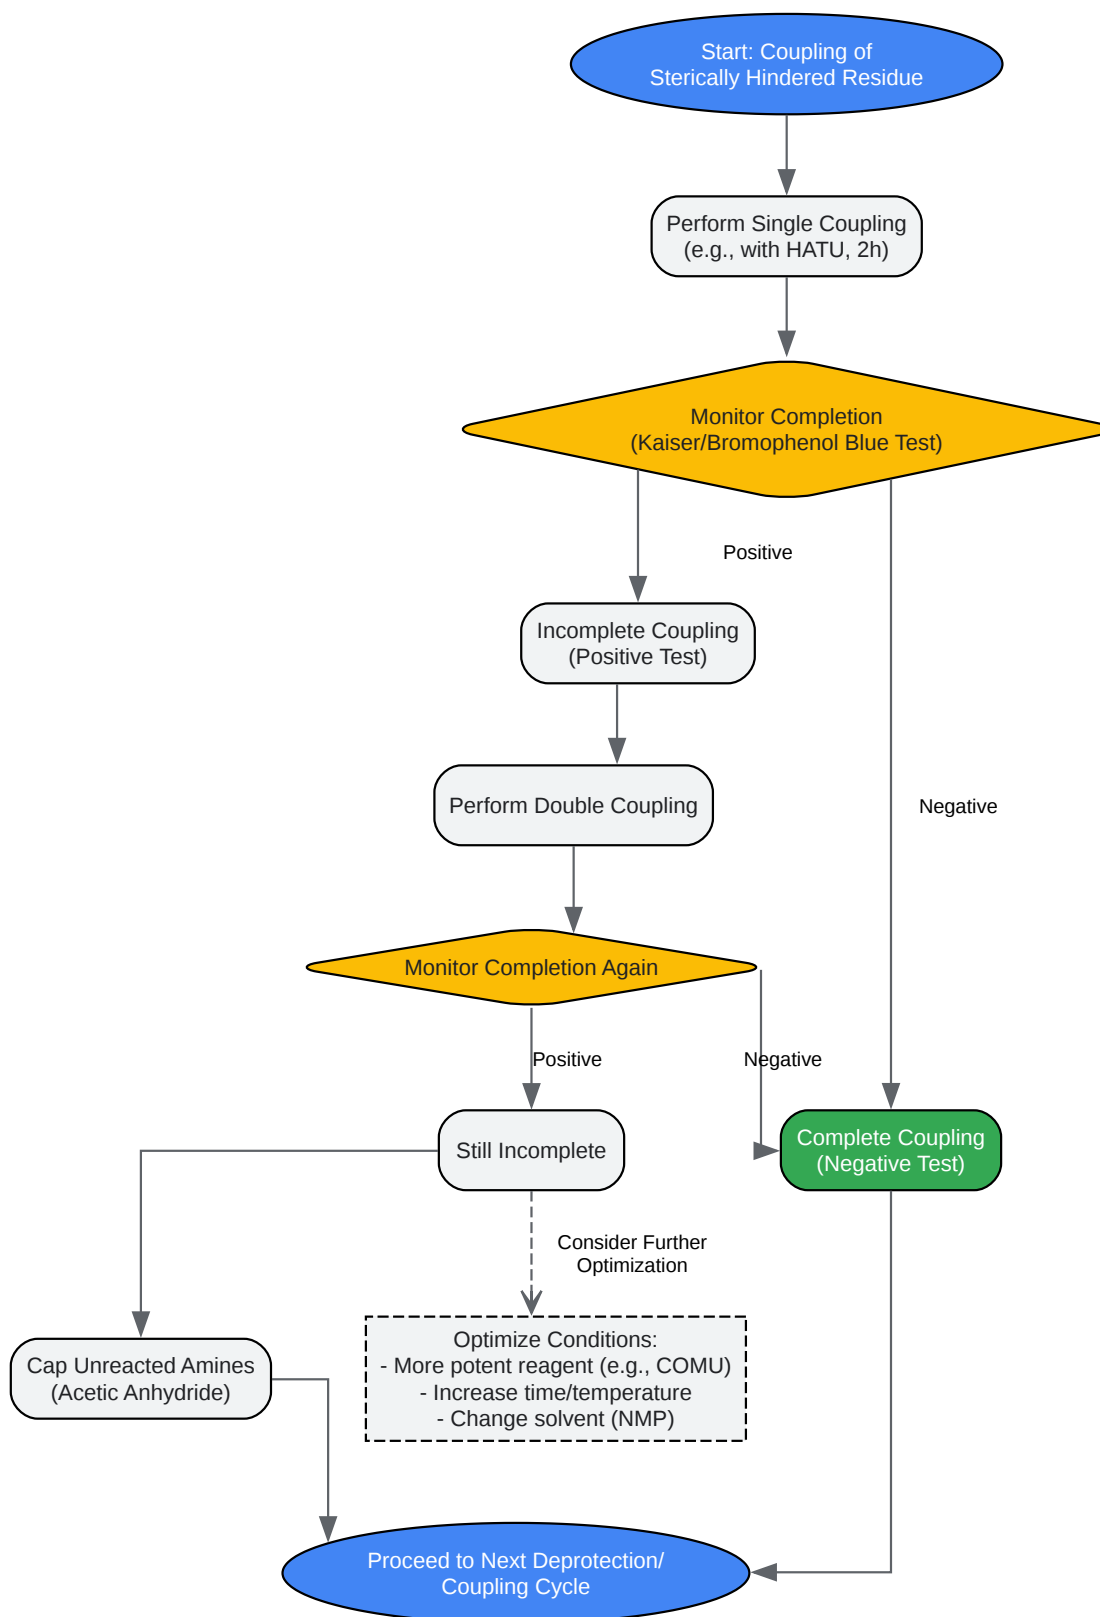 Start: Coupling of
Sterically Hindered Residue
Perform Single Coupling
(e.g., with HATU, 2h)
Monitor Completion
(Kaiser/Bromophenol Blue Test)
Positive
Incomplete Coupling
(Positive Test)
Perform Double Coupling
Negative
Monitor Completion Again
Positive
Negative
Still Incomplete
Complete Coupling
(Negative Test)
Consider Further
Optimization
Cap Unreacted Amines
(Acetic Anhydride)
Optimize Conditions:
- More potent reagent (e.g., COMU)
- Increase time/temperature
- Change solvent (NMP)
Proceed to Next Deprotection/
Coupling Cycle